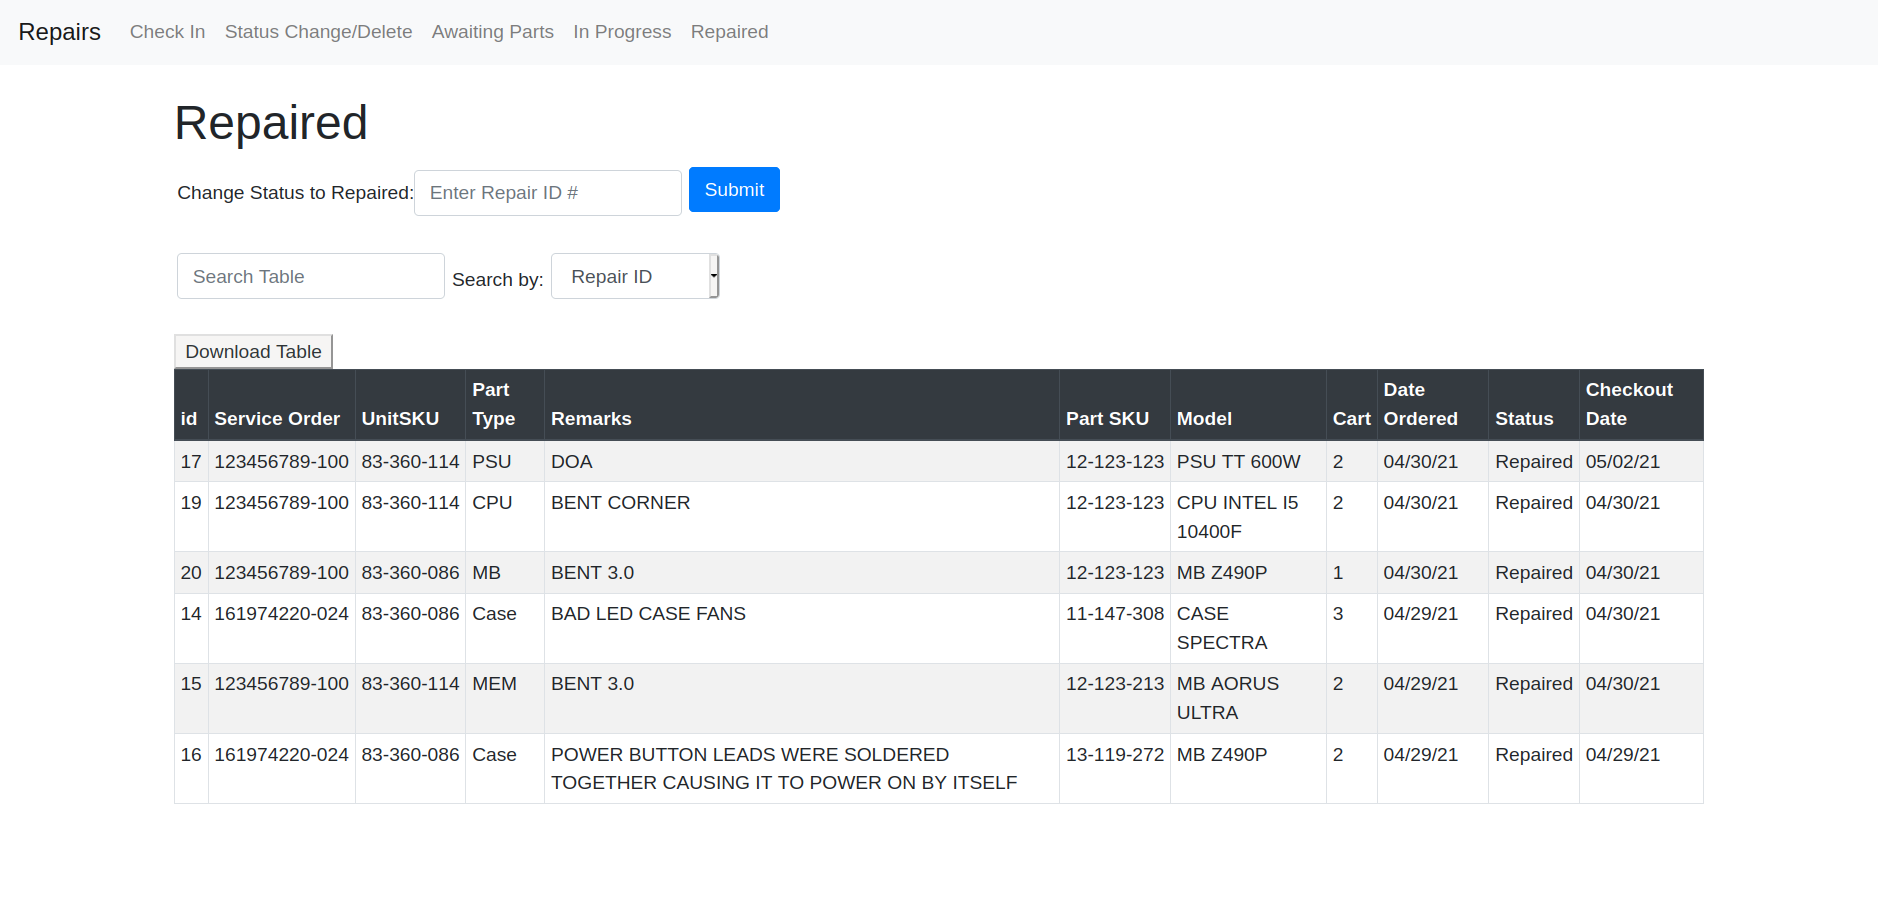 Repairs Check In Status Change/Delete Awaiting Parts In Progress Repaired
Repaired
Change Status to Repaired: Enter Repair ID # Submit
Search Table Search by: Repair ID
Download Table
id Service Order UnitSKU Part Type Remarks Part SKU Model Cart Date Ordered Status Checkout Date
17 123456789-100 83-360-114 PSU DOA 12-123-123 PSU TT 600W 2 04/30/21 Repaired 05/02/21
19 123456789-100 83-360-114 CPU BENT CORNER 12-123-123 CPU INTEL I5 2 04/30/21 Repaired 04/30/21
10400F
20 123456789-100 83-360-086 MB BENT 3.0 12-123-123 MB Z490P 1 04/30/21 Repaired 04/30/21
14 161974220-024 83-360-086 Case BAD LED CASE FANS 11-147-308 CASE 3 04/29/21 Repaired 04/30/21
SPECTRA
15 123456789-100 83-360-114 MEM BENT 3.0 12-123-213 MB AORUS 2 04/29/21 Repaired 04/30/21
ULTRA
16 161974220-024 83-360-086 Case POWER BUTTON LEADS WERE SOLDERED 13-119-272 MB Z490P 2 04/29/21 Repaired 04/29/21
TOGETHER CAUSING IT TO POWER ON BY ITSELF